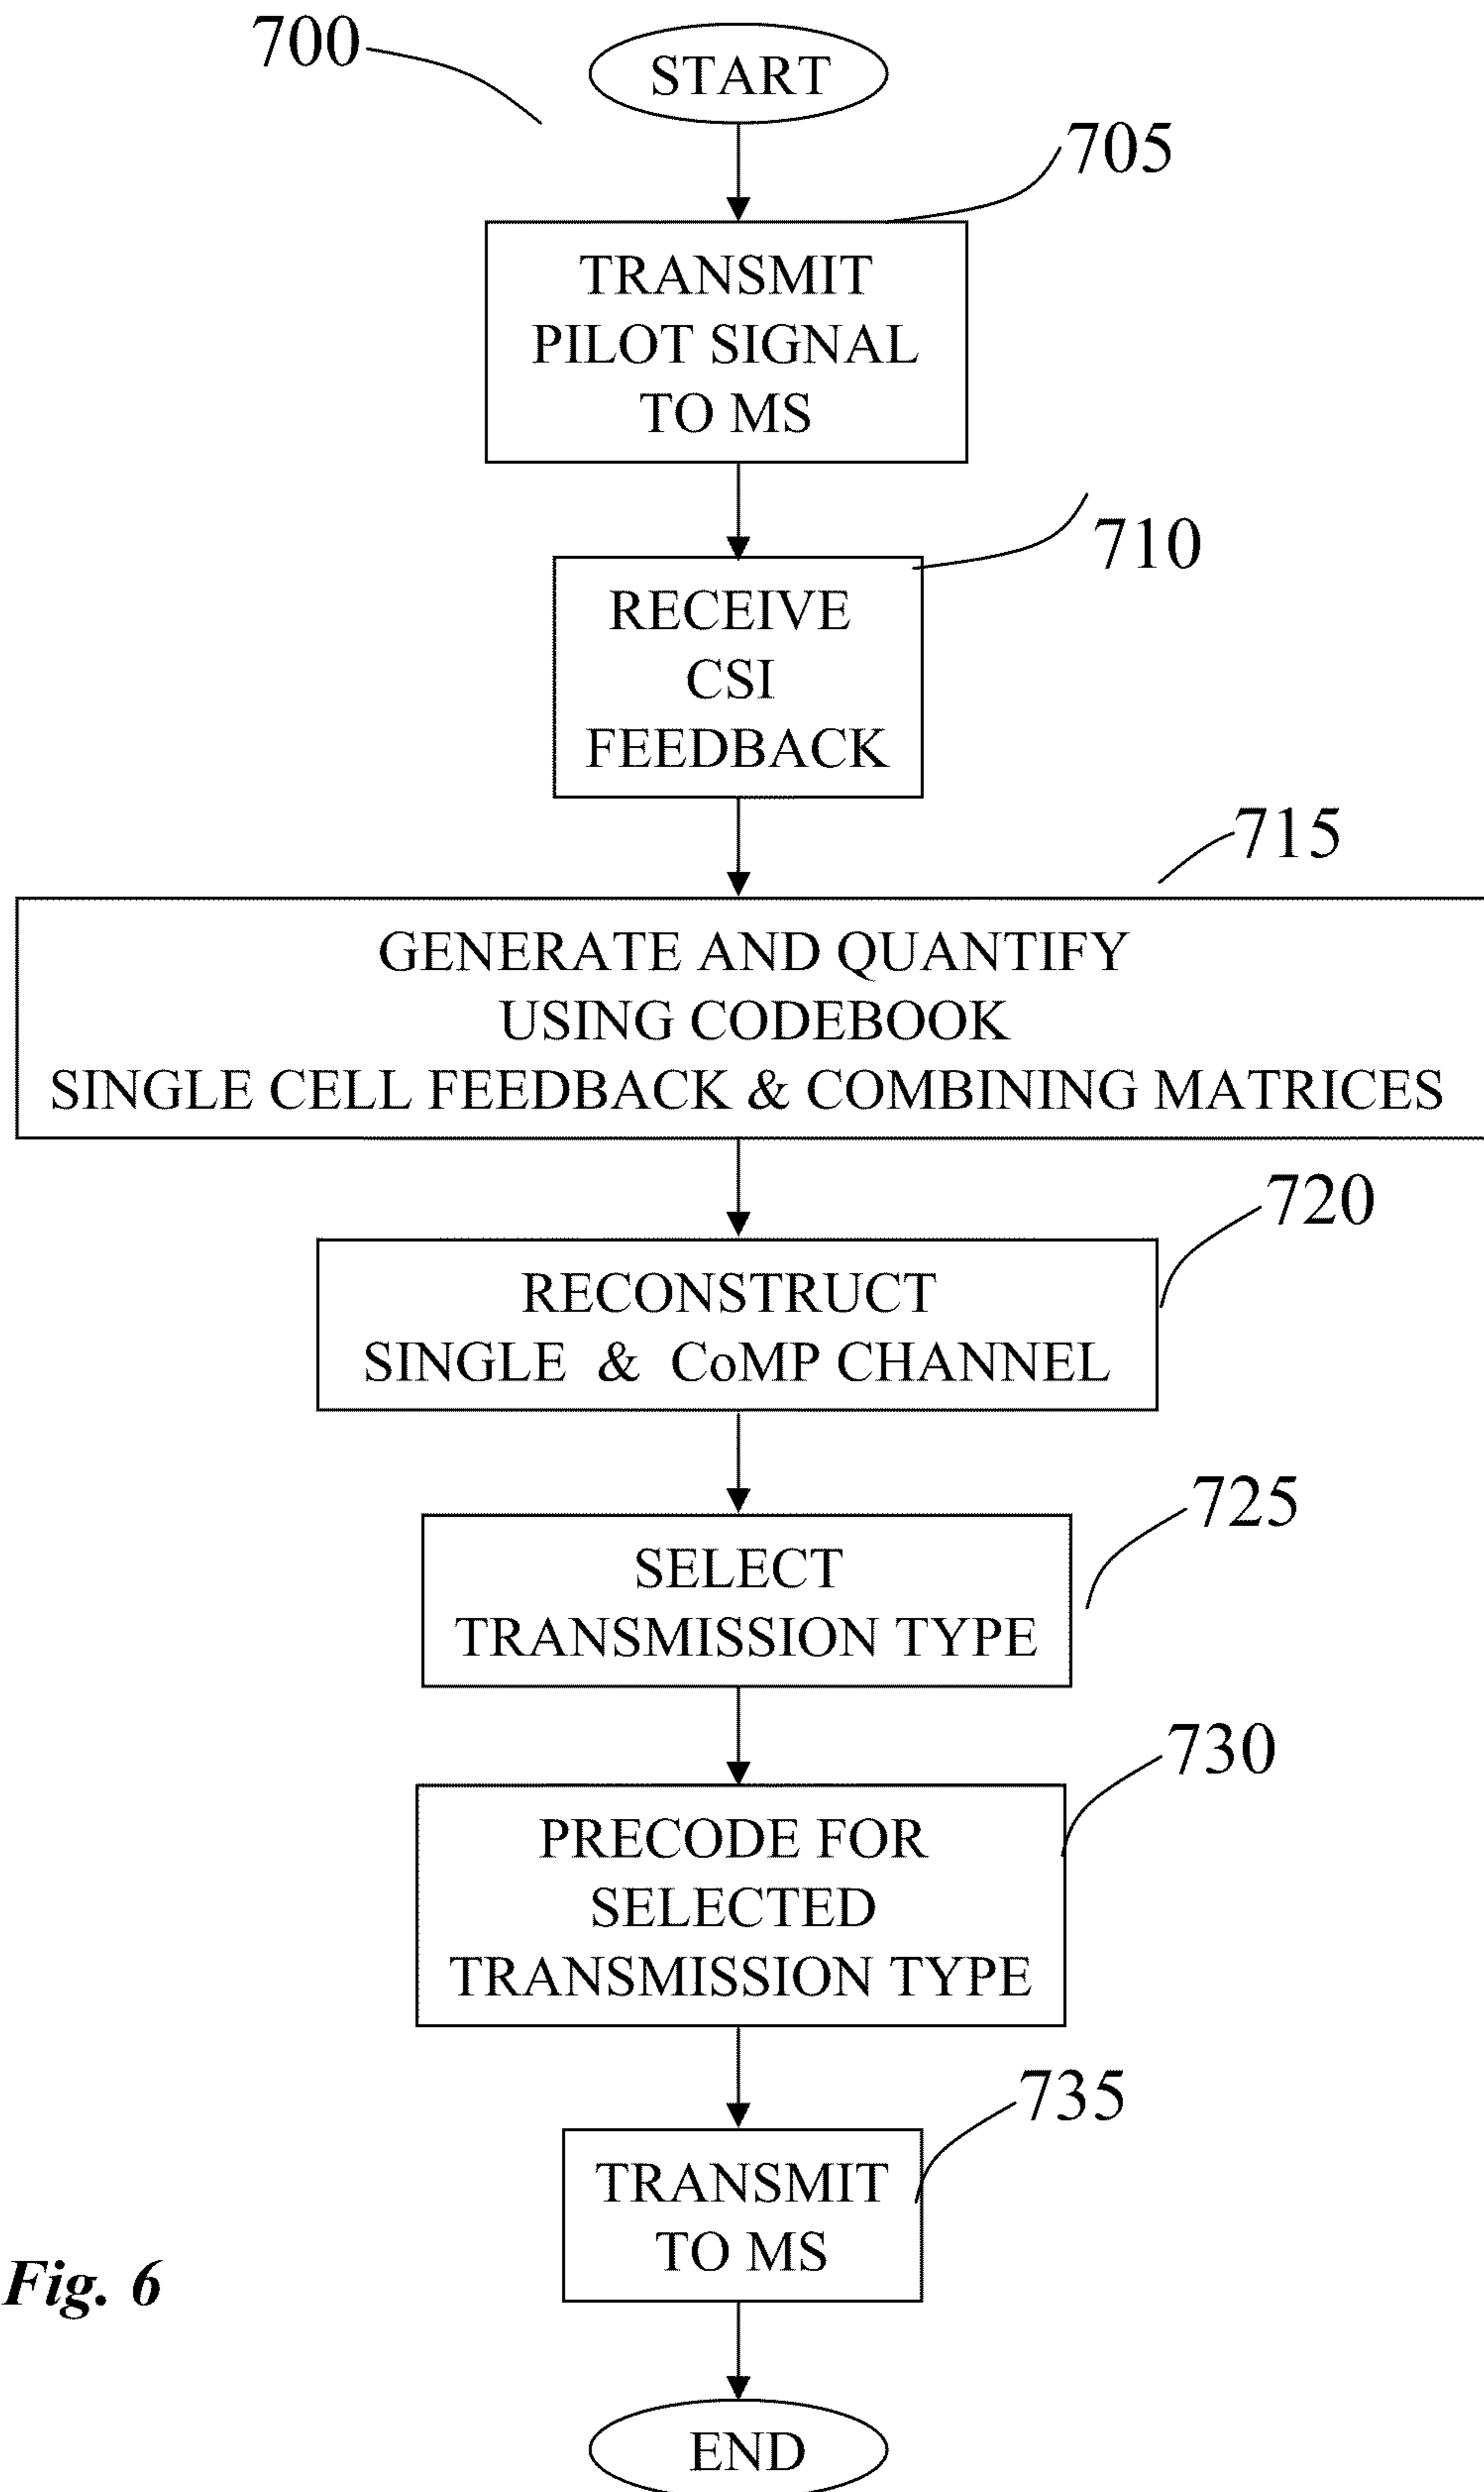 700
START
705
TRANSMIT
PILOT SIGNAL
TO MS
710
RECEIVE
CSI
FEEDBACK
715
GENERATE AND QUANTIFY
USING CODEBOOK
SINGLE CELL FEEDBACK & COMBINING MATRICES
720
RECONSTRUCT
SINGLE & CoMP CHANNEL
725
SELECT
TRANSMISSION TYPE
730
PRECODE FOR
SELECTED
TRANSMISSION TYPE
735
TRANSMIT
TO MS
Fig. 6
END